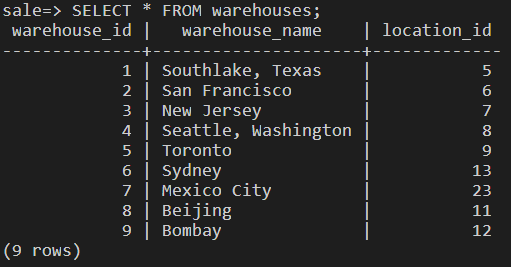 sale=> SELECT * FROM warehouses;
 warehouse_id |   warehouse_name    | location_id
--------------+---------------------+-------------
            1 | Southlake, Texas    |           5
            2 | San Francisco       |           6
            3 | New Jersey          |           7
            4 | Seattle, Washington |           8
            5 | Toronto             |           9
            6 | Sydney              |          13
            7 | Mexico City         |          23
            8 | Beijing             |          11
            9 | Bombay              |          12
(9 rows)